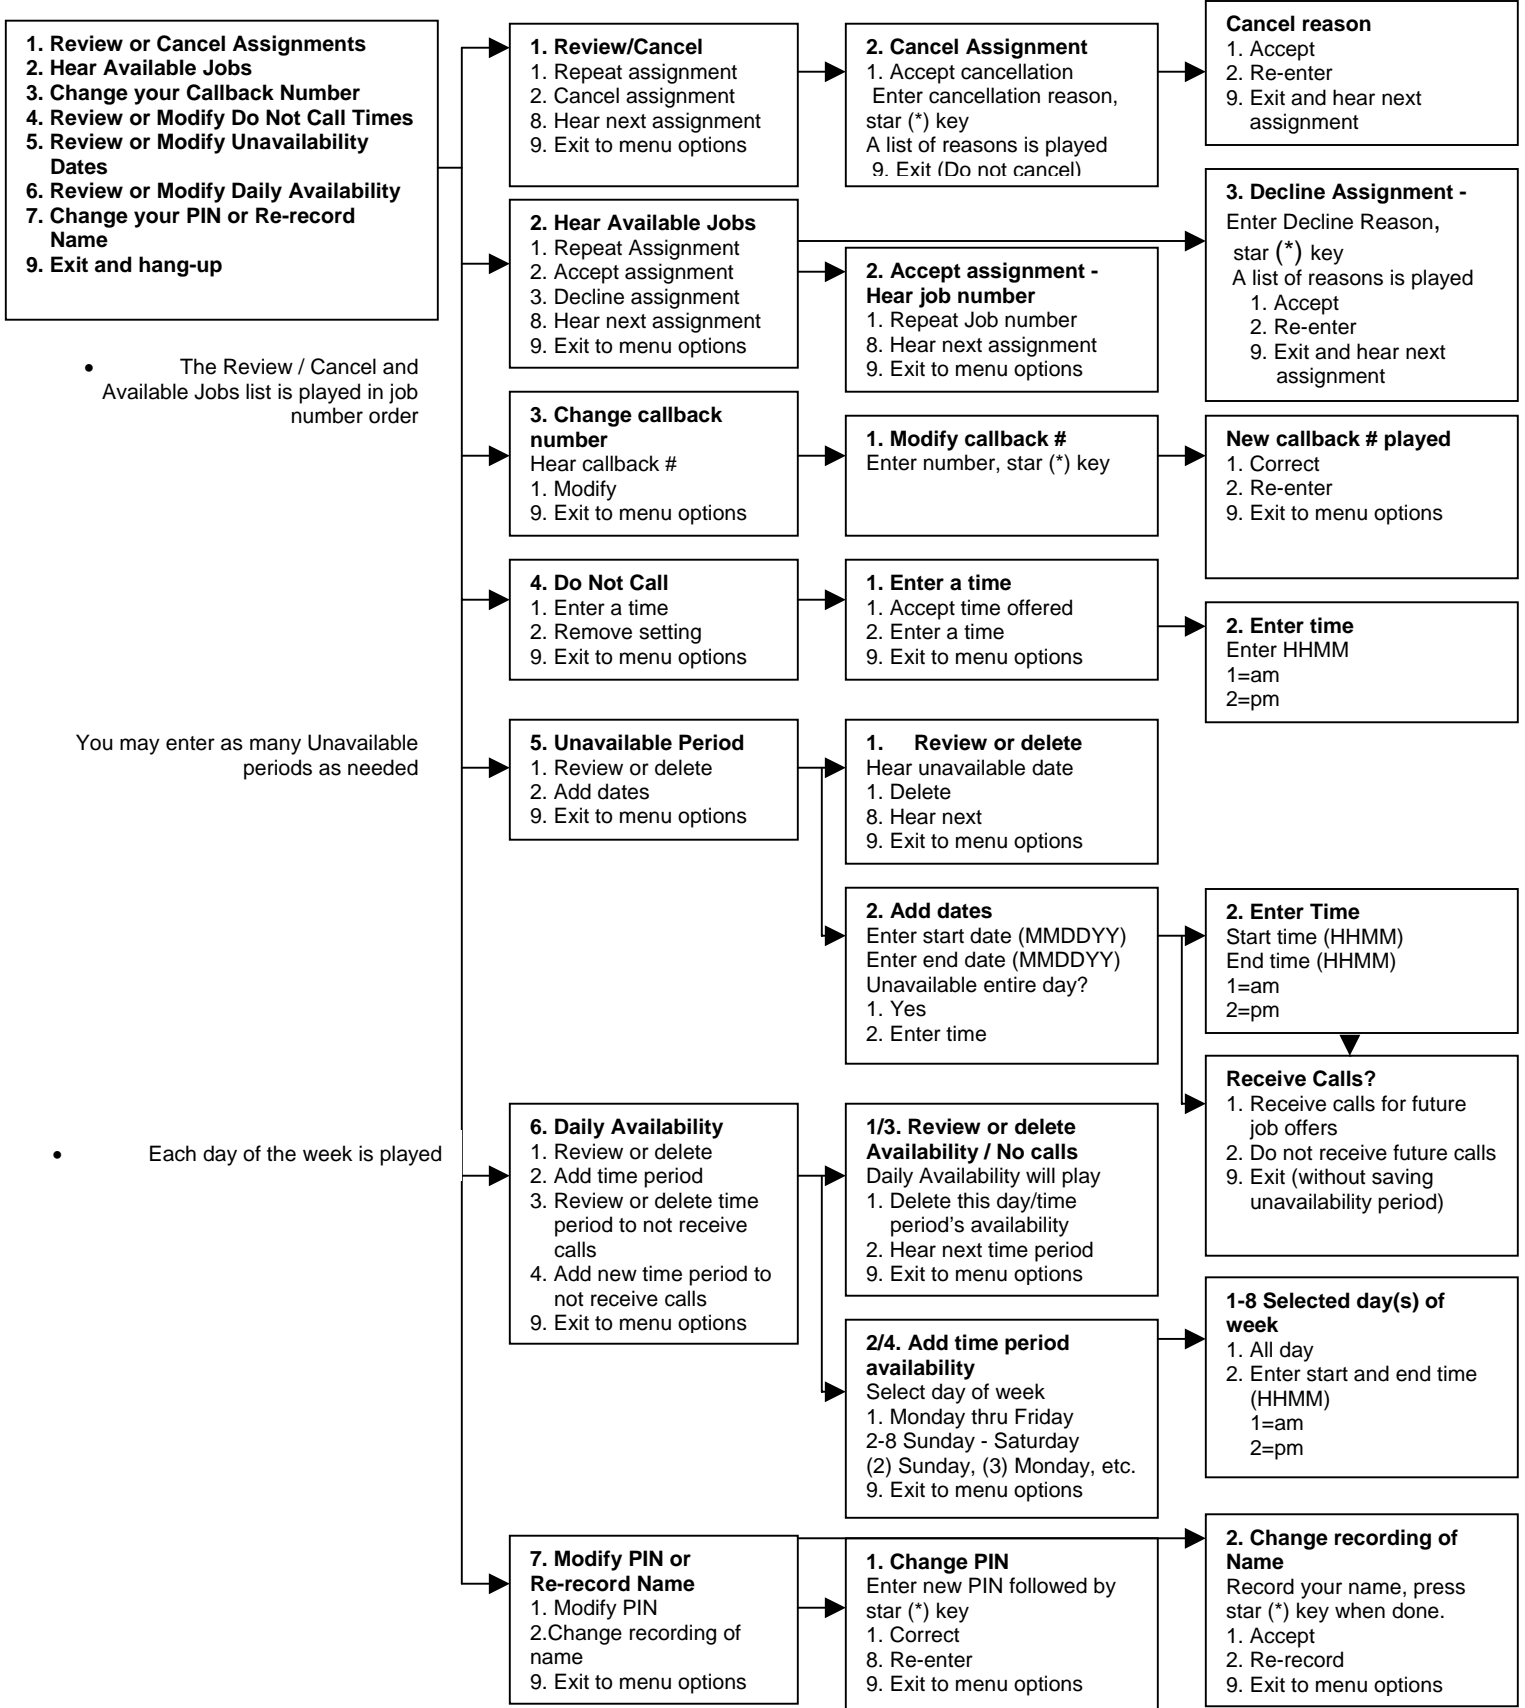 1. Review or Cancel Assignments
2. Hear Available Jobs
3. Change your Callback Number
4. Review or Modify Do Not Call Times
5. Review or Modify Unavailability
Dates
6. Review or Modify Daily Availability
7. Change your PIN or Re-record
Name
9. Exit and hang-up
• The Review / Cancel and
Available Jobs list is played in job
number order
You may enter as many Unavailable
periods as needed
• Each day of the week is played
1. Review/Cancel
1. Repeat assignment
2. Cancel assignment
8. Hear next assignment
9. Exit to menu options
2. Cancel Assignment
1. Accept cancellation
Enter cancellation reason,
star (*) key
A list of reasons is played
9. Exit (Do not cancel)
Cancel reason
1. Accept
2. Re-enter
9. Exit and hear next
assignment
2. Hear Available Jobs
1. Repeat Assignment
2. Accept assignment
3. Decline assignment
8. Hear next assignment
9. Exit to menu options
2. Accept assignment -
Hear job number
1. Repeat Job number
8. Hear next assignment
9. Exit to menu options
3. Decline Assignment -
Enter Decline Reason,
star (*) key
A list of reasons is played
1. Accept
2. Re-enter
9. Exit and hear next
assignment
3. Change callback
number
Hear callback #
1. Modify
9. Exit to menu options
1. Modify callback #
Enter number, star (*) key
New callback # played
1. Correct
2. Re-enter
9. Exit to menu options
4. Do Not Call
1. Enter a time
2. Remove setting
9. Exit to menu options
1. Enter a time
1. Accept time offered
2. Enter a time
9. Exit to menu options
2. Enter time
Enter HHMM
1=am
2=pm
5. Unavailable Period
1. Review or delete
2. Add dates
9. Exit to menu options
1. Review or delete
Hear unavailable date
1. Delete
8. Hear next
9. Exit to menu options
2. Add dates
Enter start date (MMDDYY)
Enter end date (MMDDYY)
Unavailable entire day?
1. Yes
2. Enter time
2. Enter Time
Start time (HHMM)
End time (HHMM)
1=am
2=pm
Receive Calls?
1. Receive calls for future
job offers
2. Do not receive future calls
9. Exit (without saving
unavailability period)
6. Daily Availability
1. Review or delete
2. Add time period
3. Review or delete time
period to not receive
calls
4. Add new time period to
not receive calls
9. Exit to menu options
1/3. Review or delete
Availability / No calls
Daily Availability will play
1. Delete this day/time
period's availability
2. Hear next time period
9. Exit to menu options
2/4. Add time period
availability
Select day of week
1. Monday thru Friday
2-8 Sunday - Saturday
(2) Sunday, (3) Monday, etc.
9. Exit to menu options
1-8 Selected day(s) of
week
1. All day
2. Enter start and end time
(HHMM)
1=am
2=pm
7. Modify PIN or
Re-record Name
1. Modify PIN
2.Change recording of
name
9. Exit to menu options
1. Change PIN
Enter new PIN followed by
star (*) key
1. Correct
8. Re-enter
9. Exit to menu options
2. Change recording of
Name
Record your name, press
star (*) key when done.
1. Accept
2. Re-record
9. Exit to menu options